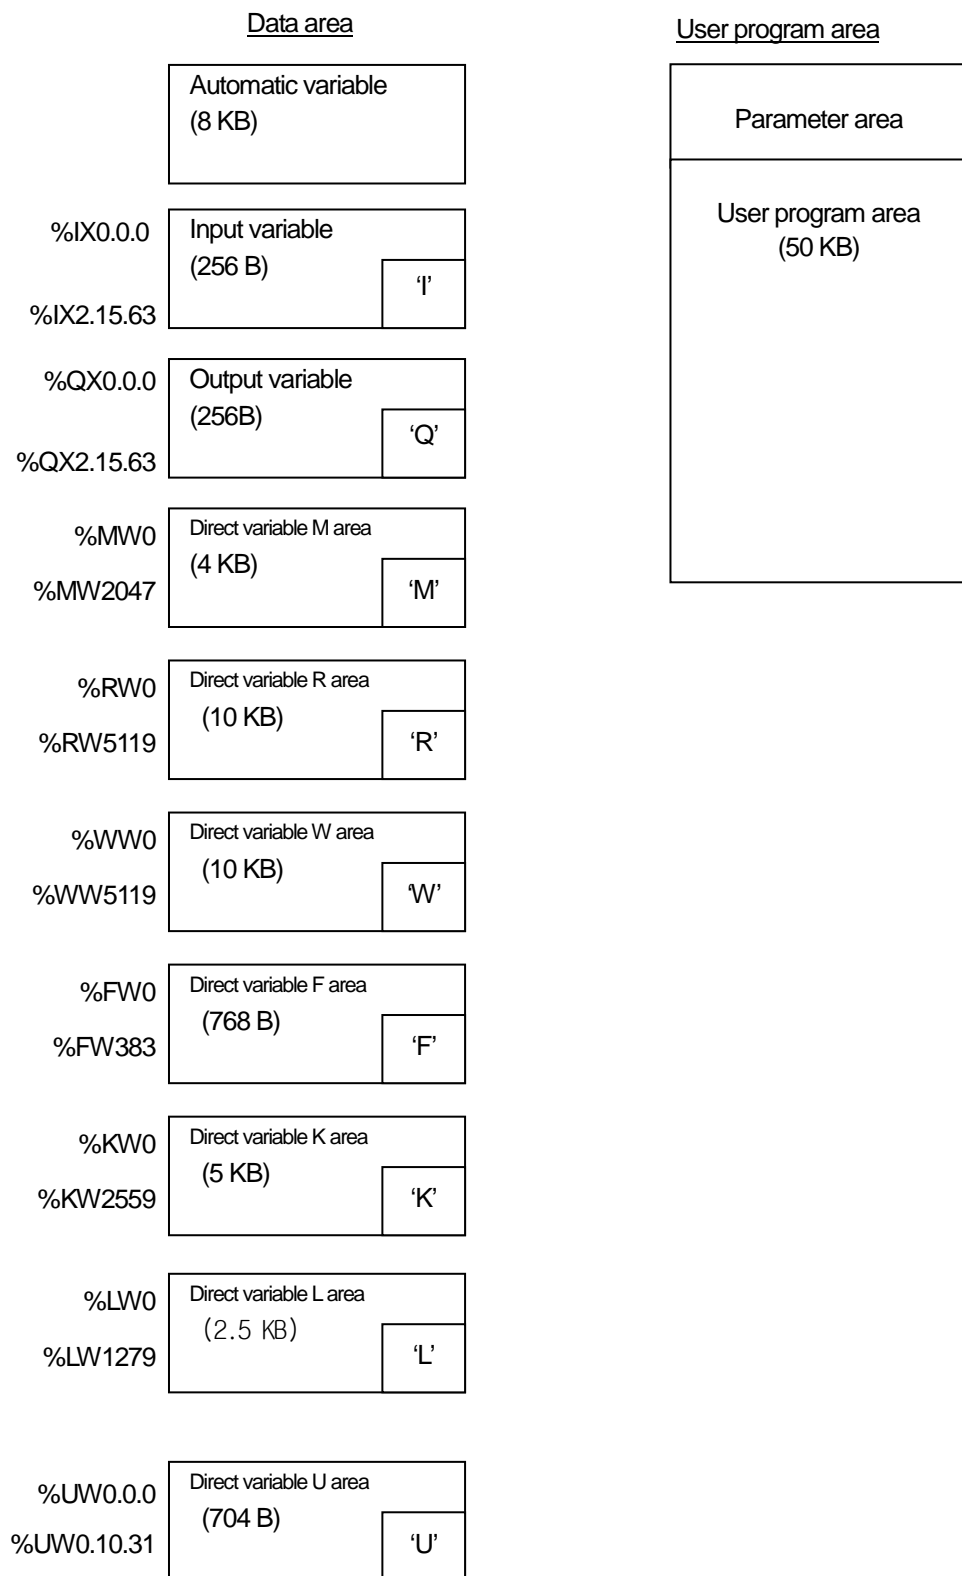 Data area
User program area
Automatic variable
(8 KB)
Parameter area
User program area
(50 KB)
%IX0.0.0
Input variable
(256 B)
‘I’
%IX2.15.63
%QX0.0.0
Output variable
(256B)
‘Q’
%QX2.15.63
%MW0
Direct variable M area
(4 KB)
%MW2047
‘M’
%RW0
Direct variable R area
(10 KB)
%RW5119
‘R’
%WW0
Direct variable W area
(10 KB)
%WW5119
‘W’
%FW0
Direct variable F area
(768 B)
%FW383
‘F’
%KW0
Direct variable K area
(5 KB)
%KW2559
‘K’
%LW0
Direct variable L area
(2.5 KB)
%LW1279
‘L’
%UW0.0.0
Direct variable U area
(704 B)
%UW0.10.31
‘U’